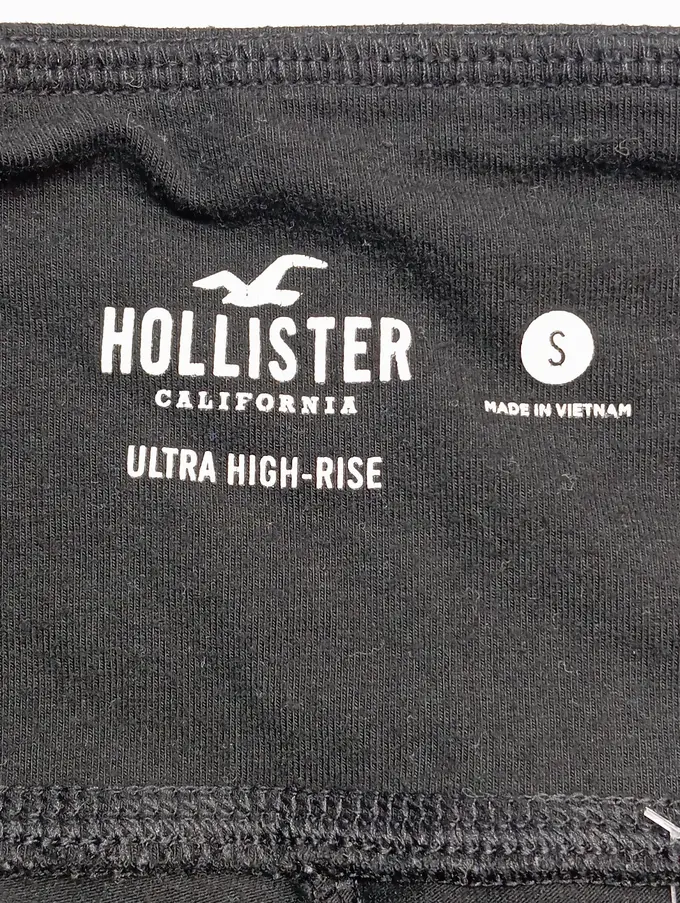 HOLLISTER
CALIFORNIA
ULTRA HIGH-RISE
S
MADE IN VIETNAM